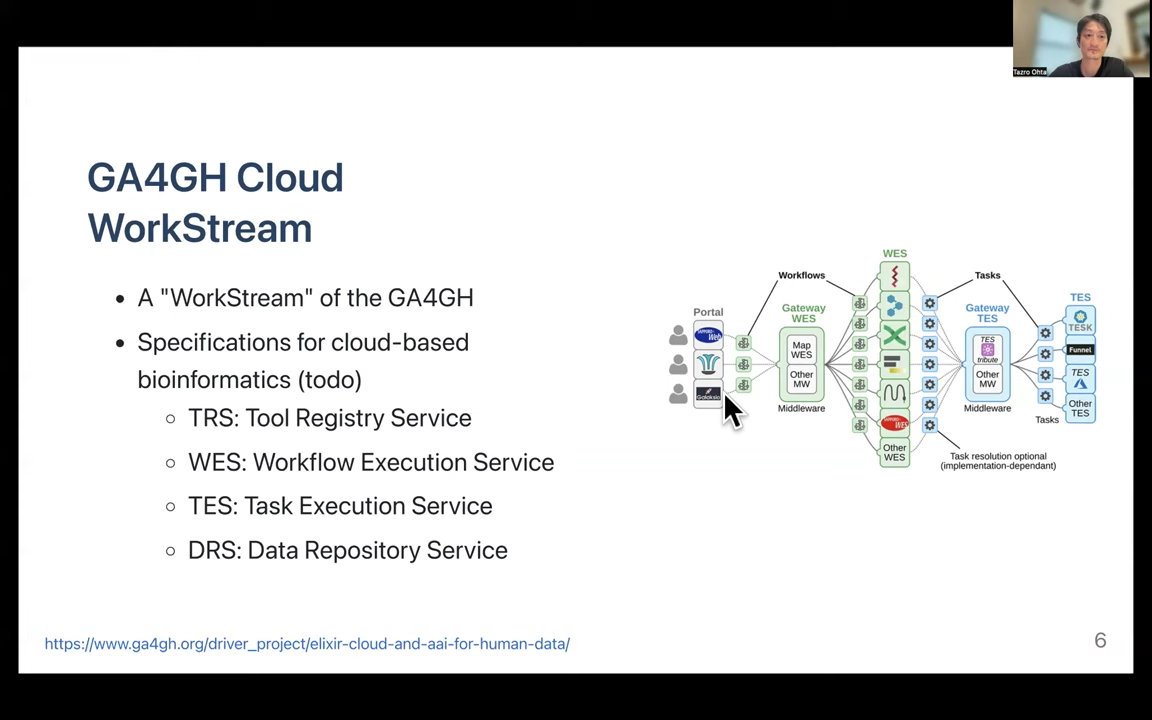 Tazro Ohta
GA4GH Cloud
WorkStream
A "WorkStream" of the GA4GH
Specifications for cloud-based
bioinformatics (todo)
TRS: Tool Registry Service
WES: Workflow Execution Service
TES: Task Execution Service
DRS: Data Repository Service
Portal
Workflows
Gateway
WES
Map
WES
Other
MW
Middleware
WES
WES
Other
WES
Tasks
Gateway
TES
TES
tribute
Other
MW
Middleware
Task resolution optional
(implementation-dependant)
TES
TESK
Funnel
TES
Other
TES
Tasks
https://www.ga4gh.org/driver_project/elixir-cloud-and-aai-for-human-data/
6